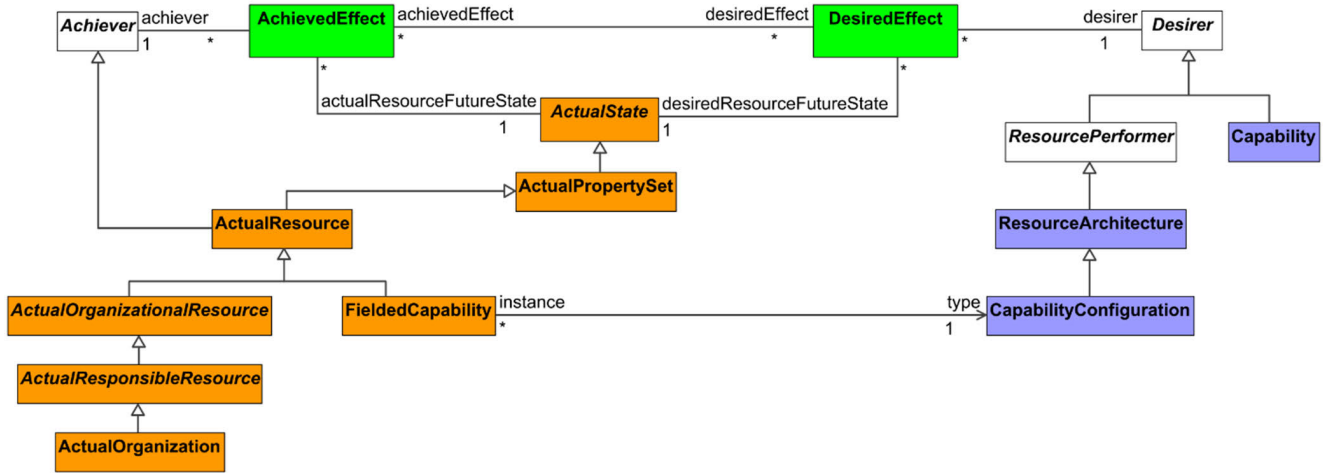 Achiever
achiever
1
*
AchievedEffect
achievedEffect
*
desiredEffect
*
DesiredEffect
desirer
*
1
Desirer
*
*
actualResourceFutureState
1
ActualState
desiredResourceFutureState
1
ResourcePerformer
Capability
ActualPropertySet
ActualResource
ResourceArchitecture
ActualOrganizationalResource
FieldedCapability
instance
*
type
1
CapabilityConfiguration
ActualResponsibleResource
ActualOrganization